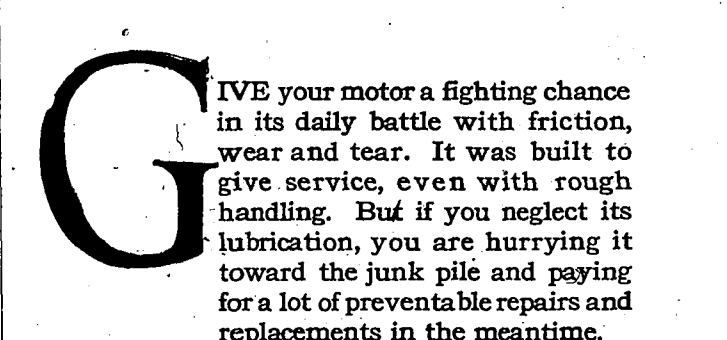 GIVE your motor a fighting chance
in its daily battle with friction,
wear and tear. It was built to
give service, even with rough
handling. But if you neglect its
lubrication, you are hurrying it
toward the junk pile and paying
for a lot of preventable repairs and
replacements in the meantime.